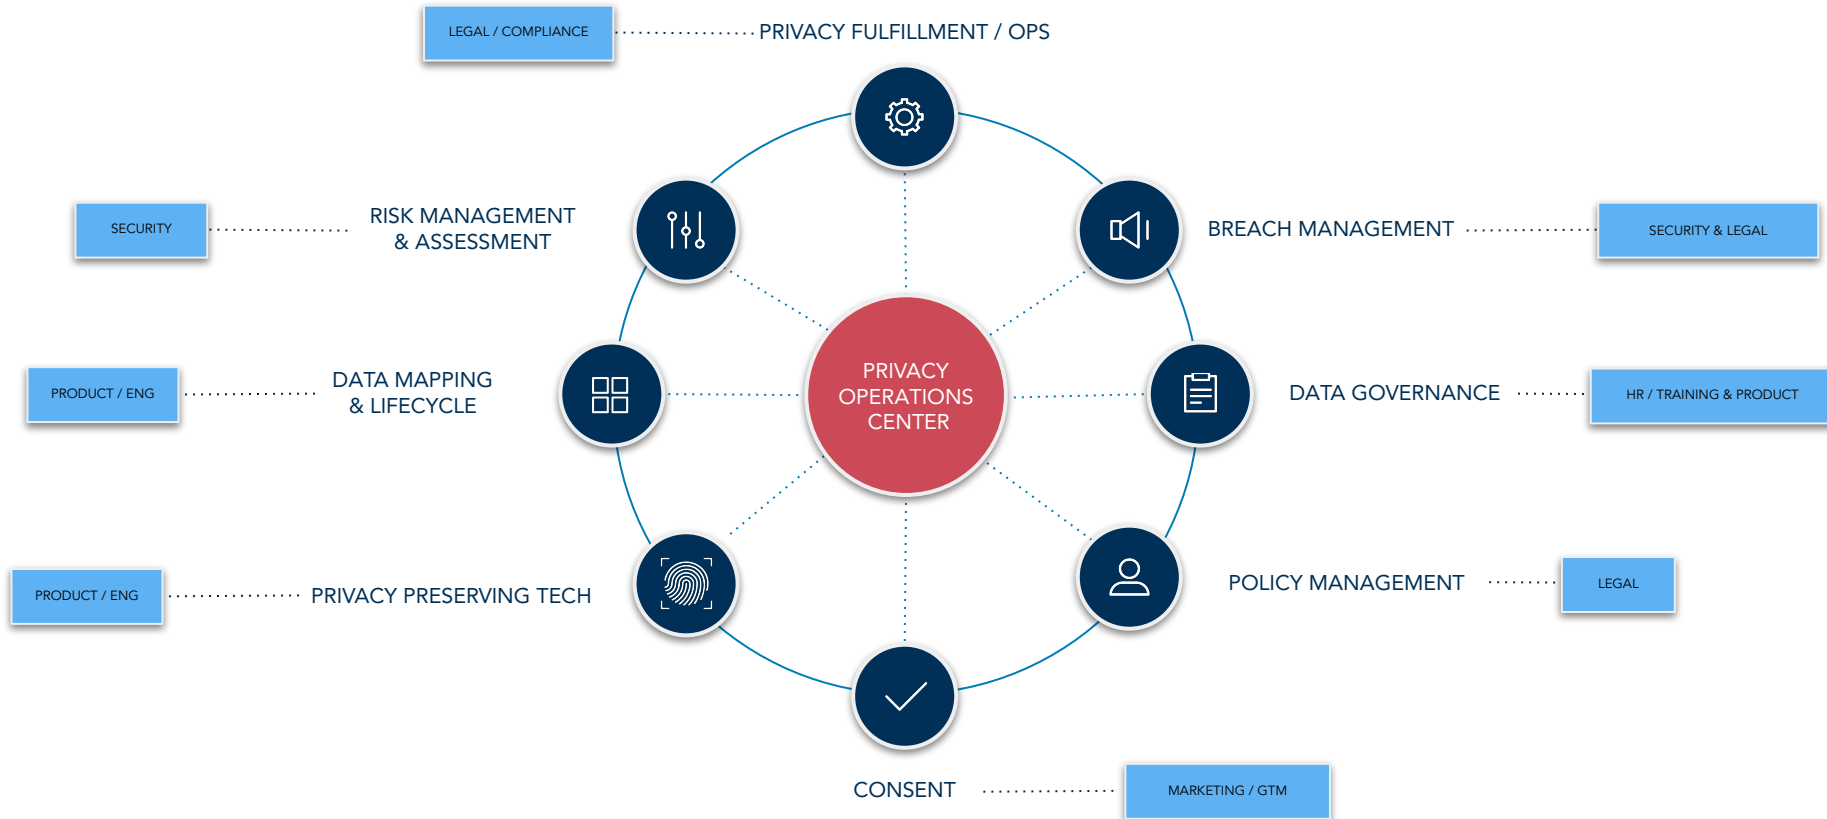 LEGAL / COMPLIANCE
PRIVACY FULFILLMENT / OPS
SECURITY
RISK MANAGEMENT
& ASSESSMENT
BREACH MANAGEMENT
SECURITY & LEGAL
PRODUCT / ENG
DATA MAPPING
& LIFECYCLE
PRIVACY
OPERATIONS
CENTER
DATA GOVERNANCE
HR / TRAINING & PRODUCT
PRODUCT / ENG
PRIVACY PRESERVING TECH
POLICY MANAGEMENT
LEGAL
CONSENT
MARKETING / GTM